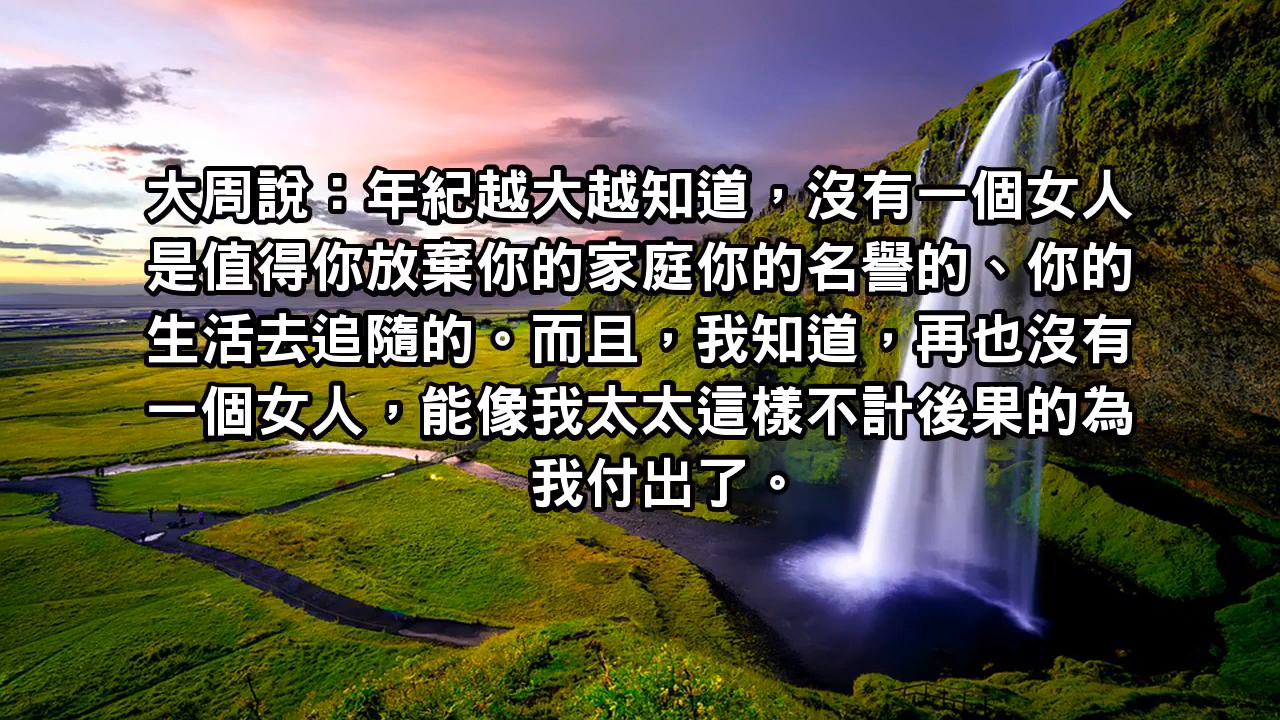 大周說：年紀越大越知道，沒有一個女人
是值得你放棄你的家庭你的名譽的、你的
生活去追隨的。而且，我知道，再也沒有
一個女人，能像我太太這樣不計後果的為
我付出了。